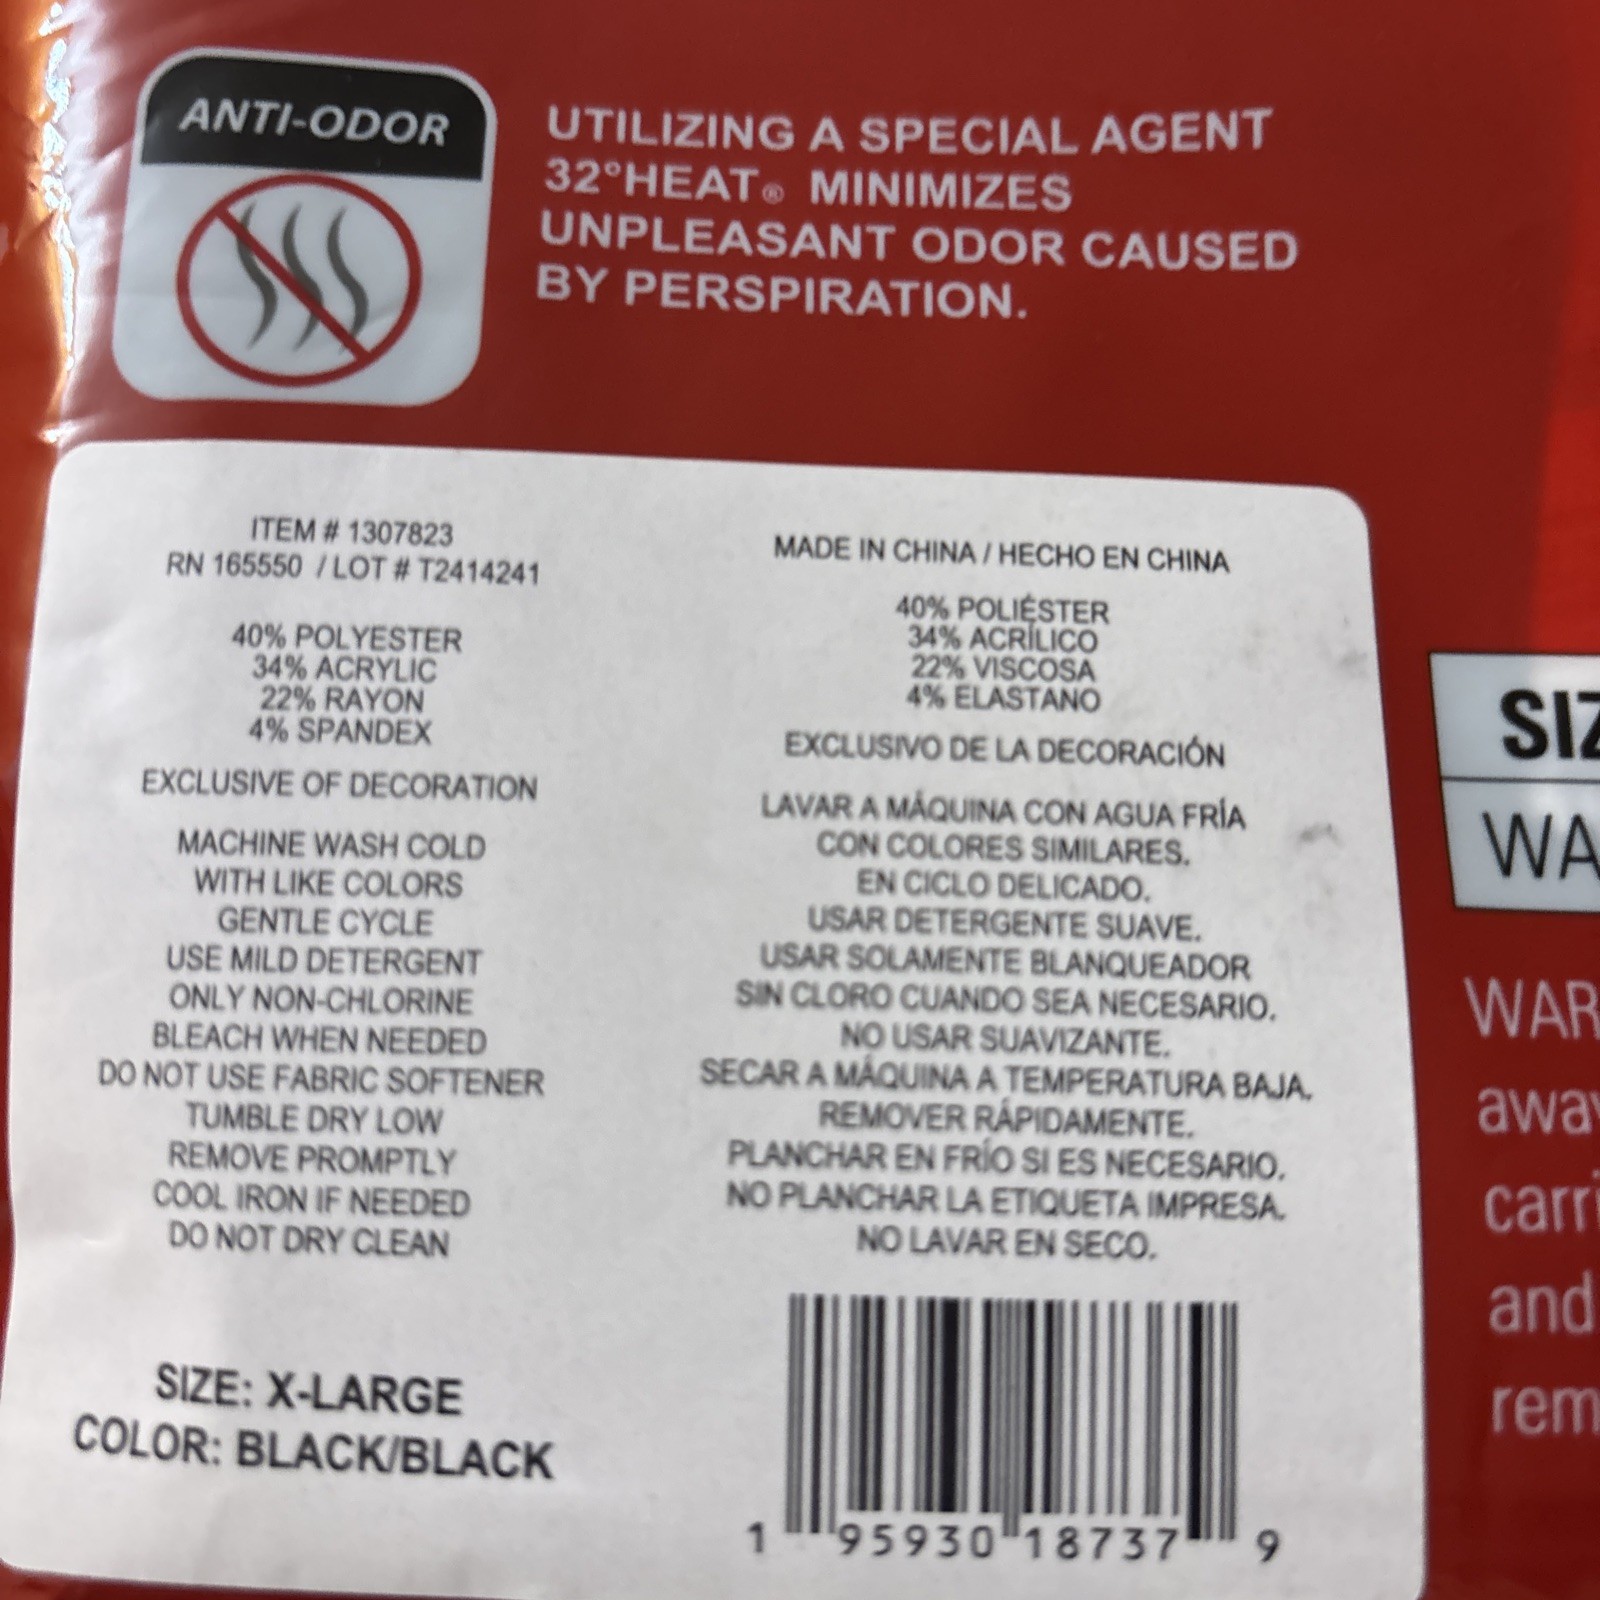 ANTI-ODOR
UTILIZING A SPECIAL AGENT
32°HEAT® MINIMIZES
UNPLEASANT ODOR CAUSED
BY PERSPIRATION.
ITEM # 1307823
RN 165550 / LOT # T2414241
40% POLYESTER
34% ACRYLIC
22% RAYON
4% SPANDEX
EXCLUSIVE OF DECORATION
MACHINE WASH COLD
WITH LIKE COLORS
GENTLE CYCLE
USE MILD DETERGENT
ONLY NON-CHLORINE
BLEACH WHEN NEEDED
DO NOT USE FABRIC SOFTENER
TUMBLE DRY LOW
REMOVE PROMPTLY
COOL IRON IF NEEDED
DO NOT DRY CLEAN
SIZE: X-LARGE
COLOR: BLACK/BLACK
MADE IN CHINA / HECHO EN CHINA
40% POLIÉSTER
34% ACRÍLICO
22% VISCOSA
4% ELASTANO
EXCLUSIVO DE LA DECORACIÓN
LAVAR A MÁQUINA CON AGUA FRÍA
CON COLORES SIMILARES.
EN CICLO DELICADO.
USAR DETERGENTE SUAVE.
USAR SOLAMENTE BLANQUEADOR
SIN CLORO CUANDO SEA NECESARIO.
NO USAR SUAVIZANTE.
SECAR A MÁQUINA A TEMPERATURA BAJA.
REMOVER RÁPIDAMENTE.
PLANCHAR EN FRÍO SI ES NECESARIO.
NO PLANCHAR LA ETIQUETA IMPRESA.
NO LAVAR EN SECO.
1 95930 18737 9
SIZ
WA
WAR
away
carri
and
rem